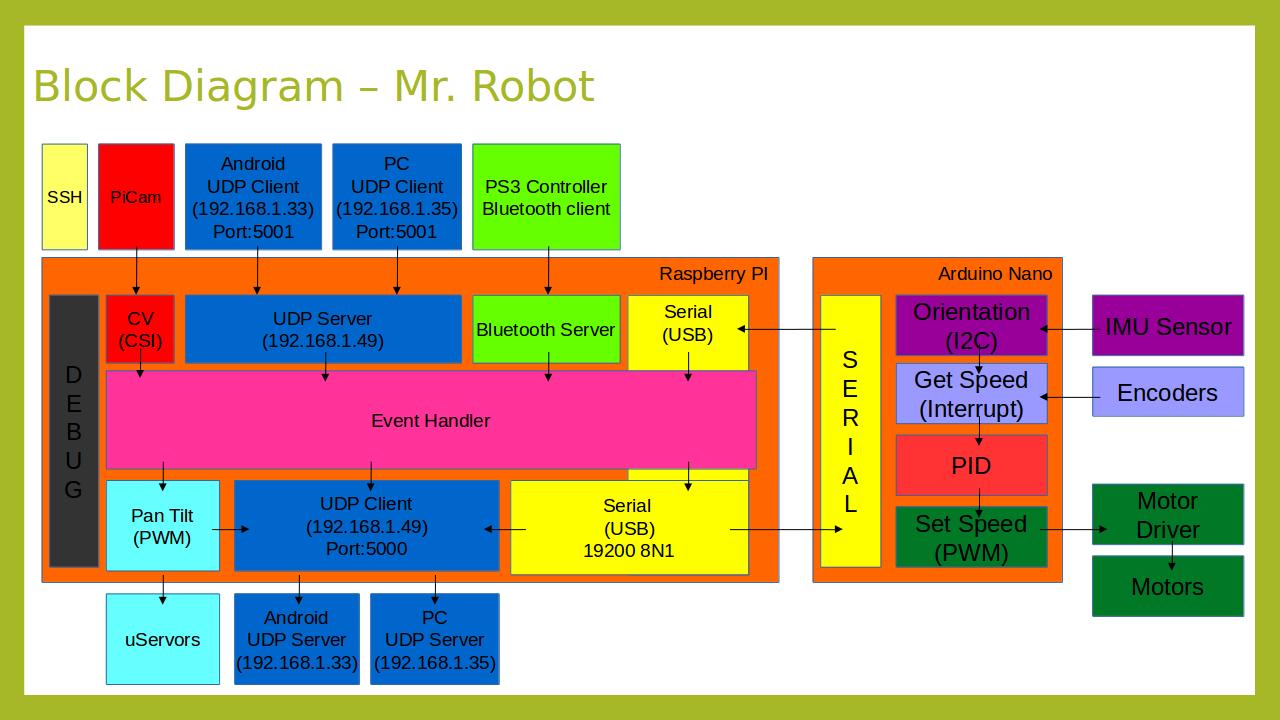 Block Diagram – Mr. Robot
SSH
PiCam
Android
UDP Client
(192.168.1.33)
Port:5001
PC
UDP Client
(192.168.1.35)
Port:5001
PS3 Controller
Bluetooth client
Raspberry PI
D
E
B
U
G
CV
(CSI)
UDP Server
(192.168.1.49)
Bluetooth Server
Serial
(USB)
Event Handler
Pan Tilt
(PWM)
UDP Client
(192.168.1.49)
Port:5000
Serial
(USB)
19200 8N1
uServors
Android
UDP Server
(192.168.1.33)
PC
UDP Server
(192.168.1.35)
Arduino Nano
S
E
R
I
A
L
Orientation
(I2C)
Get Speed
(Interrupt)
PID
Set Speed
(PWM)
IMU Sensor
Encoders
Motor
Driver
Motors